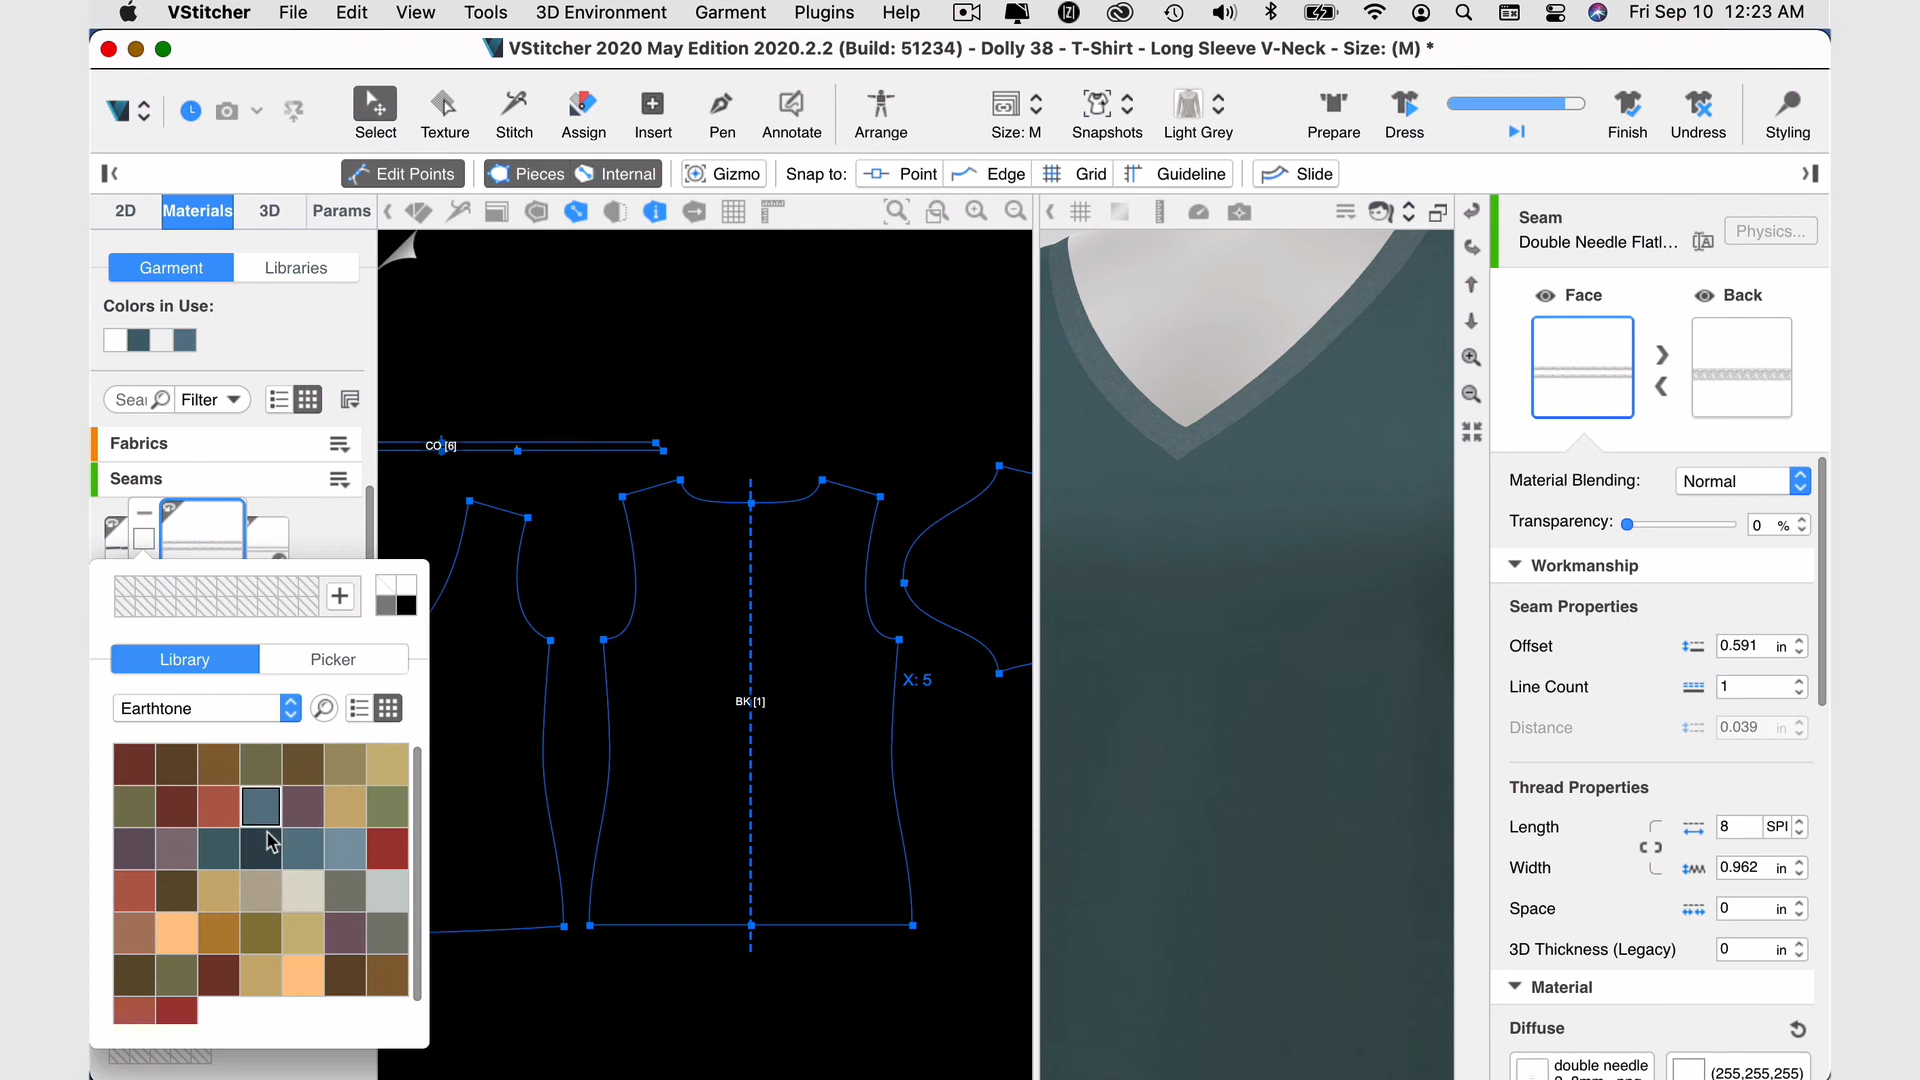 VStitcher File Edit View Tools 3D Environment Garment Plugins Help Fri Sep 10 12:23 AM
VStitcher 2020 May Edition 2020.2.2 (Build: 51234) - Dolly 38 - T-Shirt - Long Sleeve V-Neck - Size: (M) *
Select Texture Stitch Assign Insert Pen Annotate Arrange Size: M Snapshots Light Grey Prepare Dress Finish Undress Styling
Edit Points Pieces Internal Gizmo Snap to: Point Edge Grid Guideline Slide
2D Materials 3D Params
Garment Libraries
Colors in Use:
Filter
Fabrics
Seams
Library Picker
Earthtone
CO [6]
BK [1]
X: 5
Seam
Double Needle Flatl...
Physics...
Face Back
Material Blending: Normal
Transparency: 0 %
Workmanship
Seam Properties
Offset 0.591 in
Line Count 1
Distance 0.039 in
Thread Properties
Length 8 SPI
Width 0.962 in
Space 0 in
3D Thickness (Legacy) 0 in
Material
Diffuse
double needle
(255,255,255)